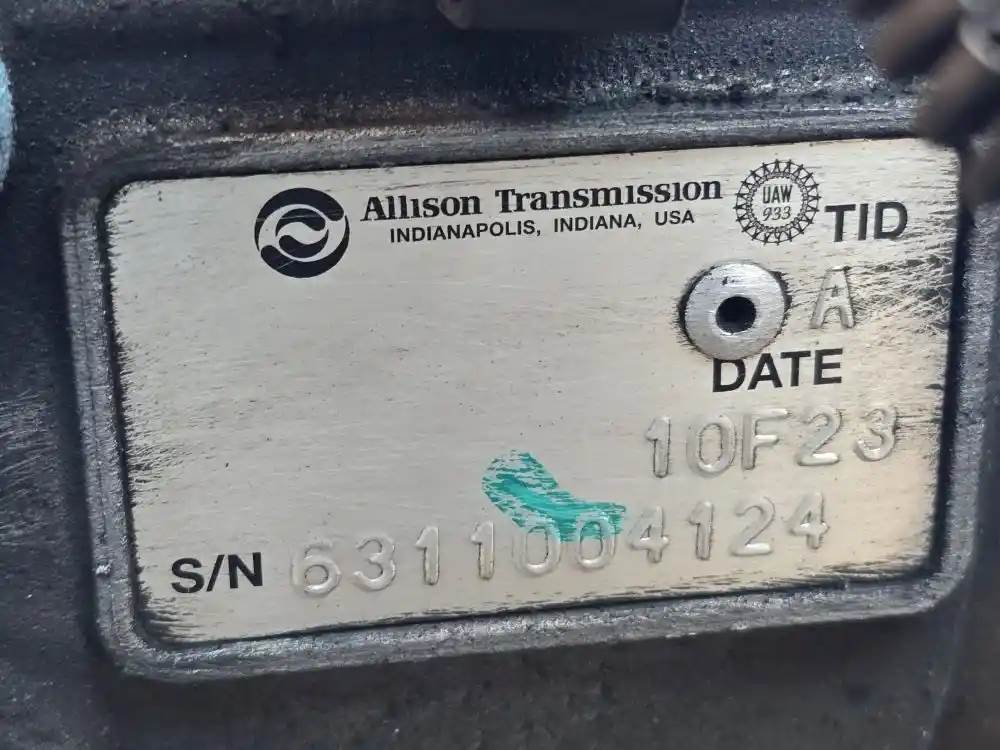 Allison Transmission
INDIANAPOLIS, INDIANA, USA
UAW
933
TID
A
DATE
10F23
S/N 6311004124